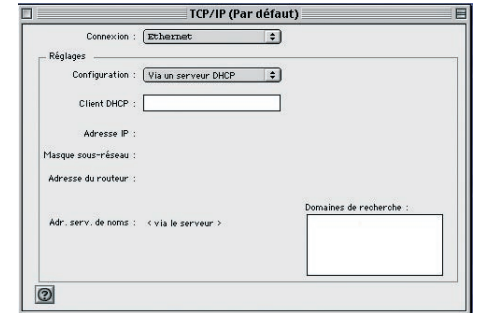 TCP/IP (Par défaut)
Connexion : Ethernet
Réglages
Configuration : Via un serveur DHCP
Client DHCP :
Adresse IP :
Masque sous-réseau :
Adresse du routeur :
Domaines de recherche :
Adr. serv. de noms : < via le serveur >
?